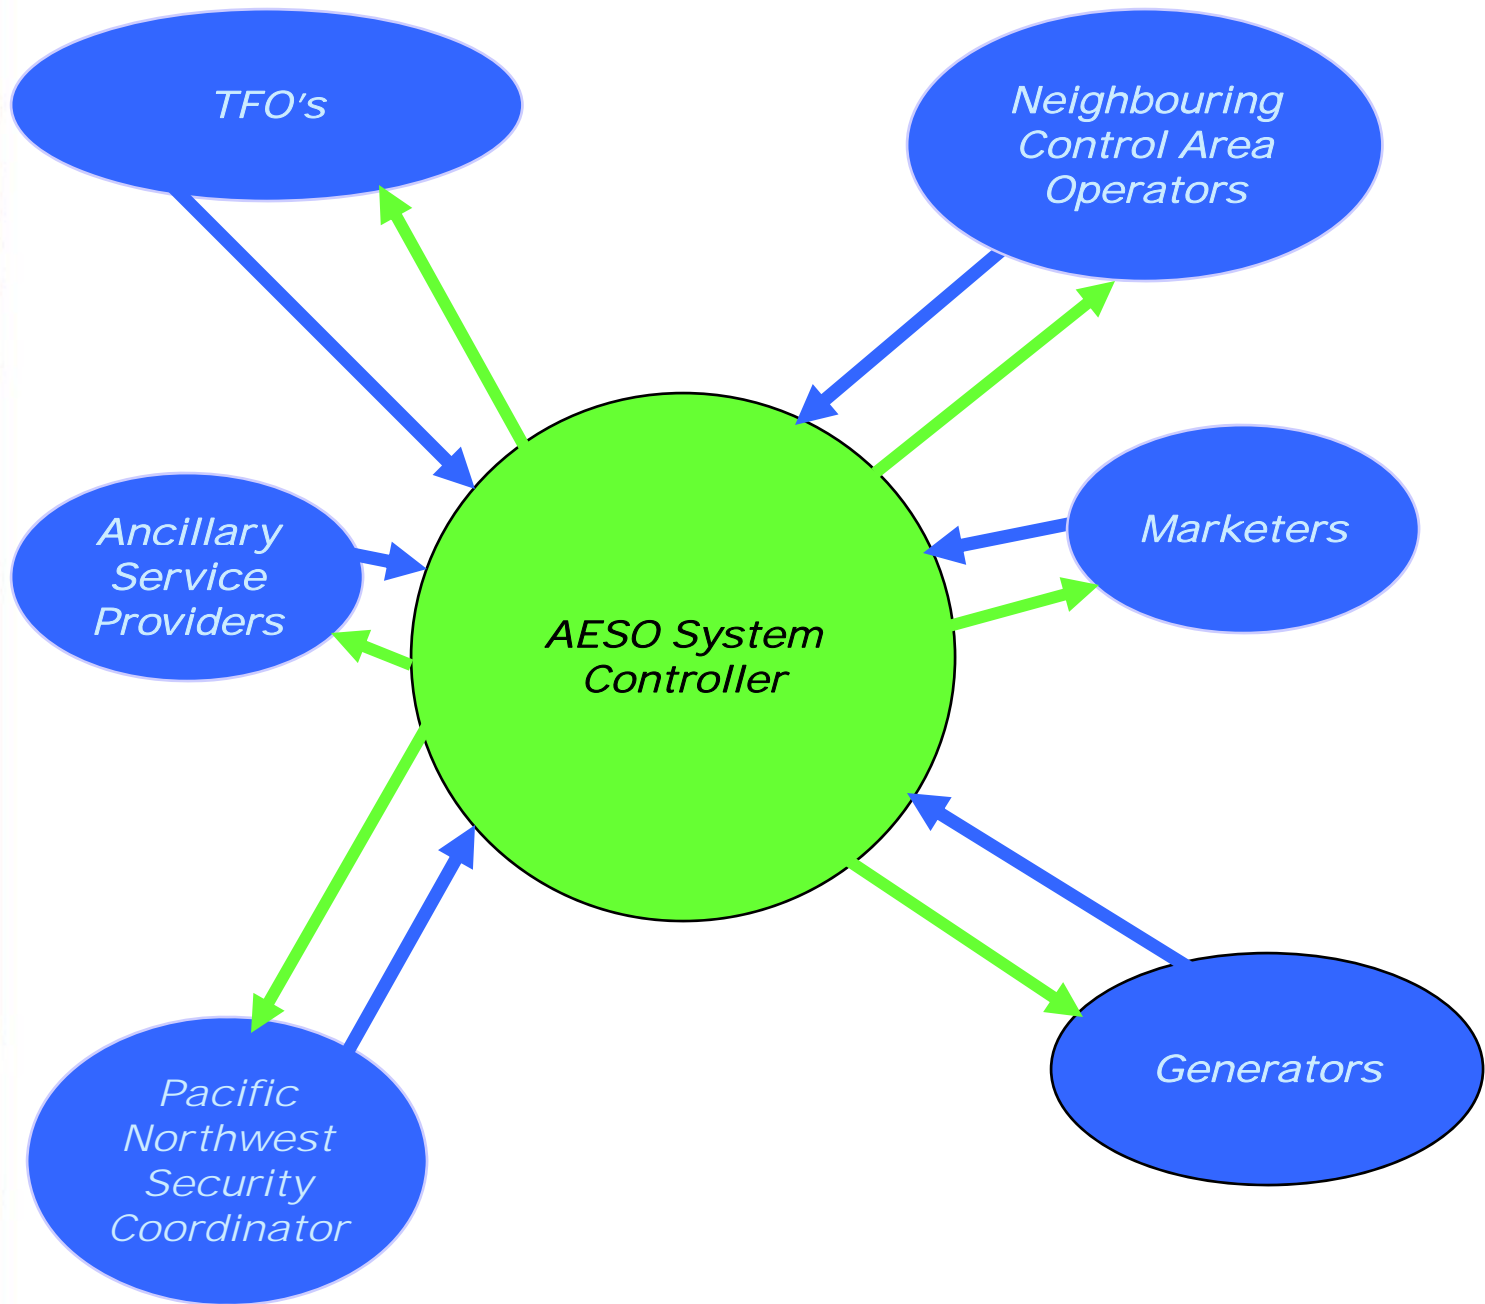 TFO's
Neighbouring
Control Area
Operators
Ancillary
Service
Providers
Marketers
AESO System
Controller
Generators
Pacific
Northwest
Security
Coordinator